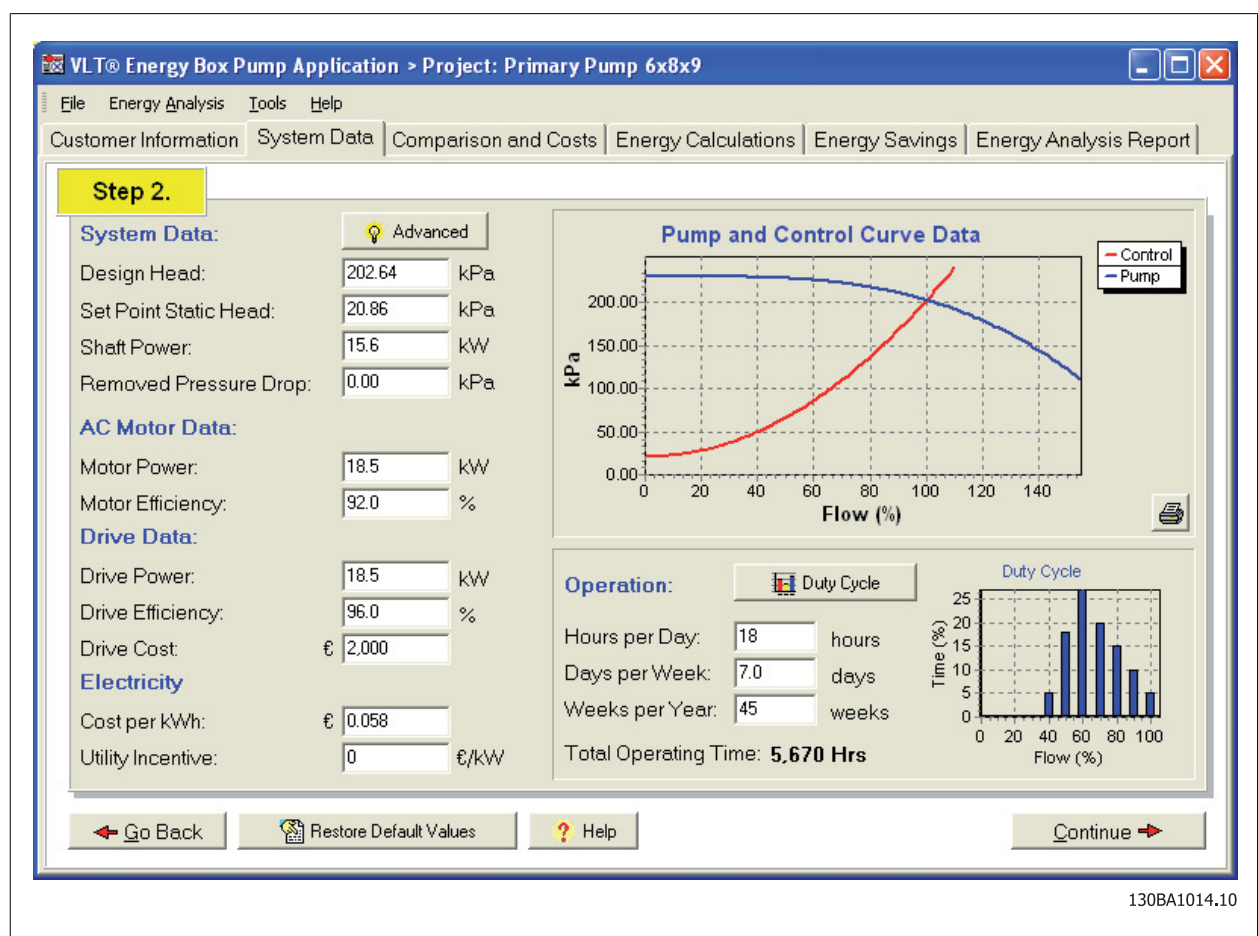 VLT® Energy Box Pump Application > Project: Primary Pump 6x8x9
File Energy Analysis Tools Help
Customer Information System Data Comparison and Costs Energy Calculations Energy Savings Energy Analysis Report
Step 2.
System Data: Advanced
Design Head: 202.64 kPa
Set Point Static Head: 20.86 kPa
Shaft Power: 15.6 kW
Removed Pressure Drop: 0.00 kPa
AC Motor Data:
Motor Power: 18.5 kW
Motor Efficiency: 92.0 %
Drive Data:
Drive Power: 18.5 kW
Drive Efficiency: 96.0 %
Drive Cost: € 2,000
Electricity
Cost per kWh: € 0.058
Utility Incentive: 0 €/kW
Pump and Control Curve Data
Control
Pump
kPa
200.00
150.00
100.00
50.00
0.00
0 20 40 60 80 100 120 140
Flow (%)
Operation: Duty Cycle
Hours per Day: 18 hours
Days per Week: 7.0 days
Weeks per Year: 45 weeks
Total Operating Time: 5,670 Hrs
Duty Cycle
Time (%)
25
20
15
10
5
0
0 20 40 60 80 100
Flow (%)
Go Back Restore Default Values ? Help Continue
130BA1014.10